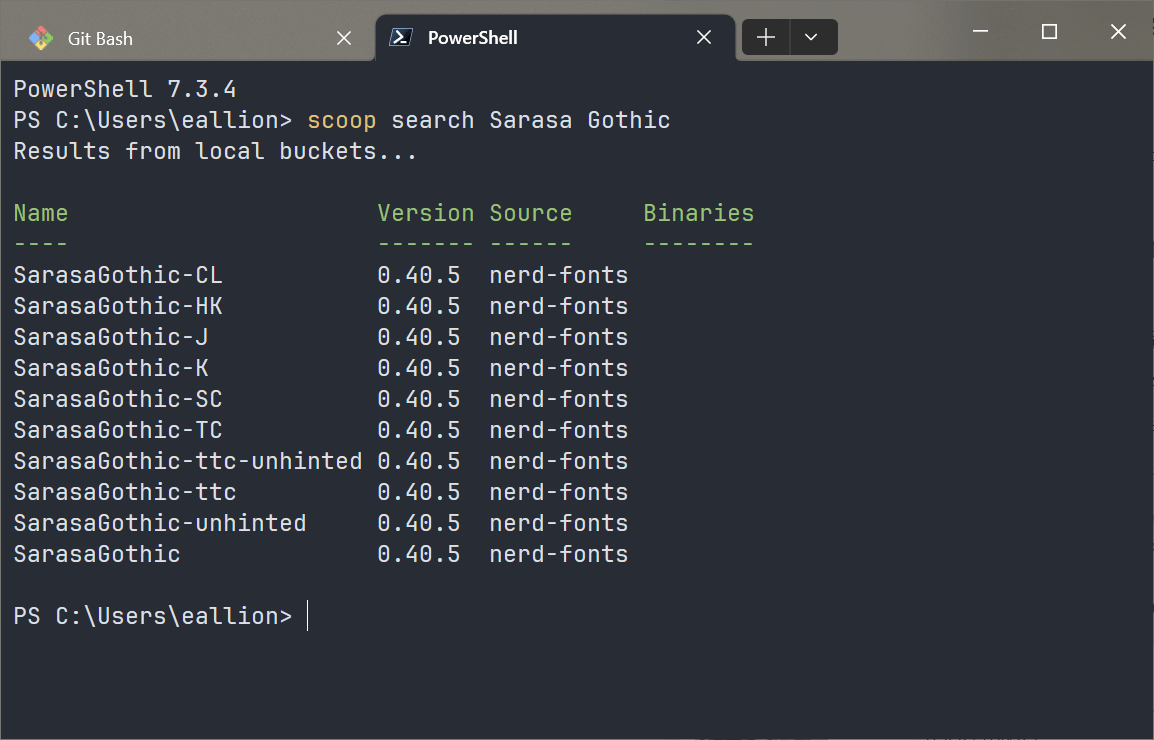 Git Bash
PowerShell
PowerShell 7.3.4
PS C:\Users\eallion> scoop search Sarasa Gothic
Results from local buckets...
Name Version Source Binaries
---- ------- ------ --------
SarasaGothic-CL 0.40.5 nerd-fonts
SarasaGothic-HK 0.40.5 nerd-fonts
SarasaGothic-J 0.40.5 nerd-fonts
SarasaGothic-K 0.40.5 nerd-fonts
SarasaGothic-SC 0.40.5 nerd-fonts
SarasaGothic-TC 0.40.5 nerd-fonts
SarasaGothic-ttc-unhinted 0.40.5 nerd-fonts
SarasaGothic-ttc 0.40.5 nerd-fonts
SarasaGothic-unhinted 0.40.5 nerd-fonts
SarasaGothic 0.40.5 nerd-fonts
PS C:\Users\eallion>